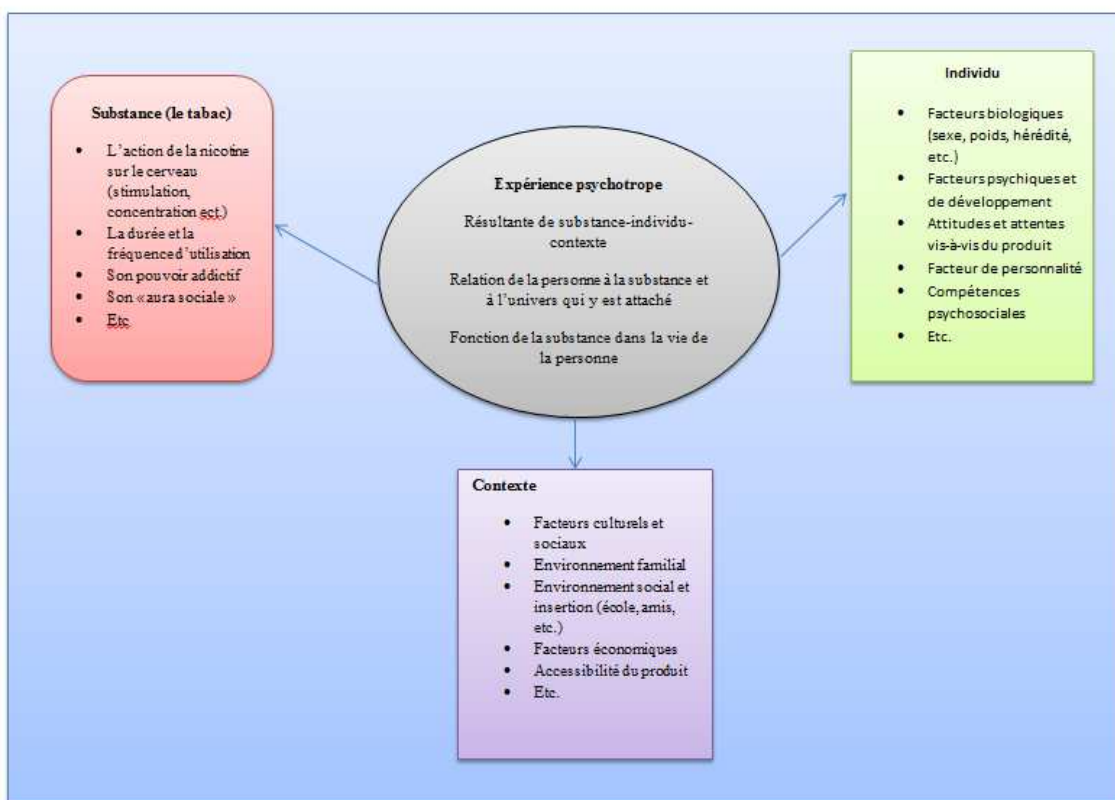 Substance (le tabac)
• L'action de la nicotine
sur le cerveau
(stimulation,
concentration ect.)
• La durée et la
fréquence d'utilisation
• Son pouvoir addictif
• Son « aura sociale »
• Etc
Expérience psychotrope
Résultante de substance-individu-
contexte
Relation de la personne à la substance et
à l'univers qui y est attaché
Fonction de la substance dans la vie de
la personne
Individu
• Facteurs biologiques
(sexe, poids, hérédité,
etc.)
• Facteurs psychiques et
de développement
• Attitudes et attentes
vis-à-vis du produit
• Facteur de personnalité
• Compétences
psychosociales
• Etc.
Contexte
• Facteurs culturels et
sociaux
• Environnement familial
• Environnement social et
insertion (école, amis,
etc.)
• Facteurs économiques
• Accessibilité du produit
• Etc.